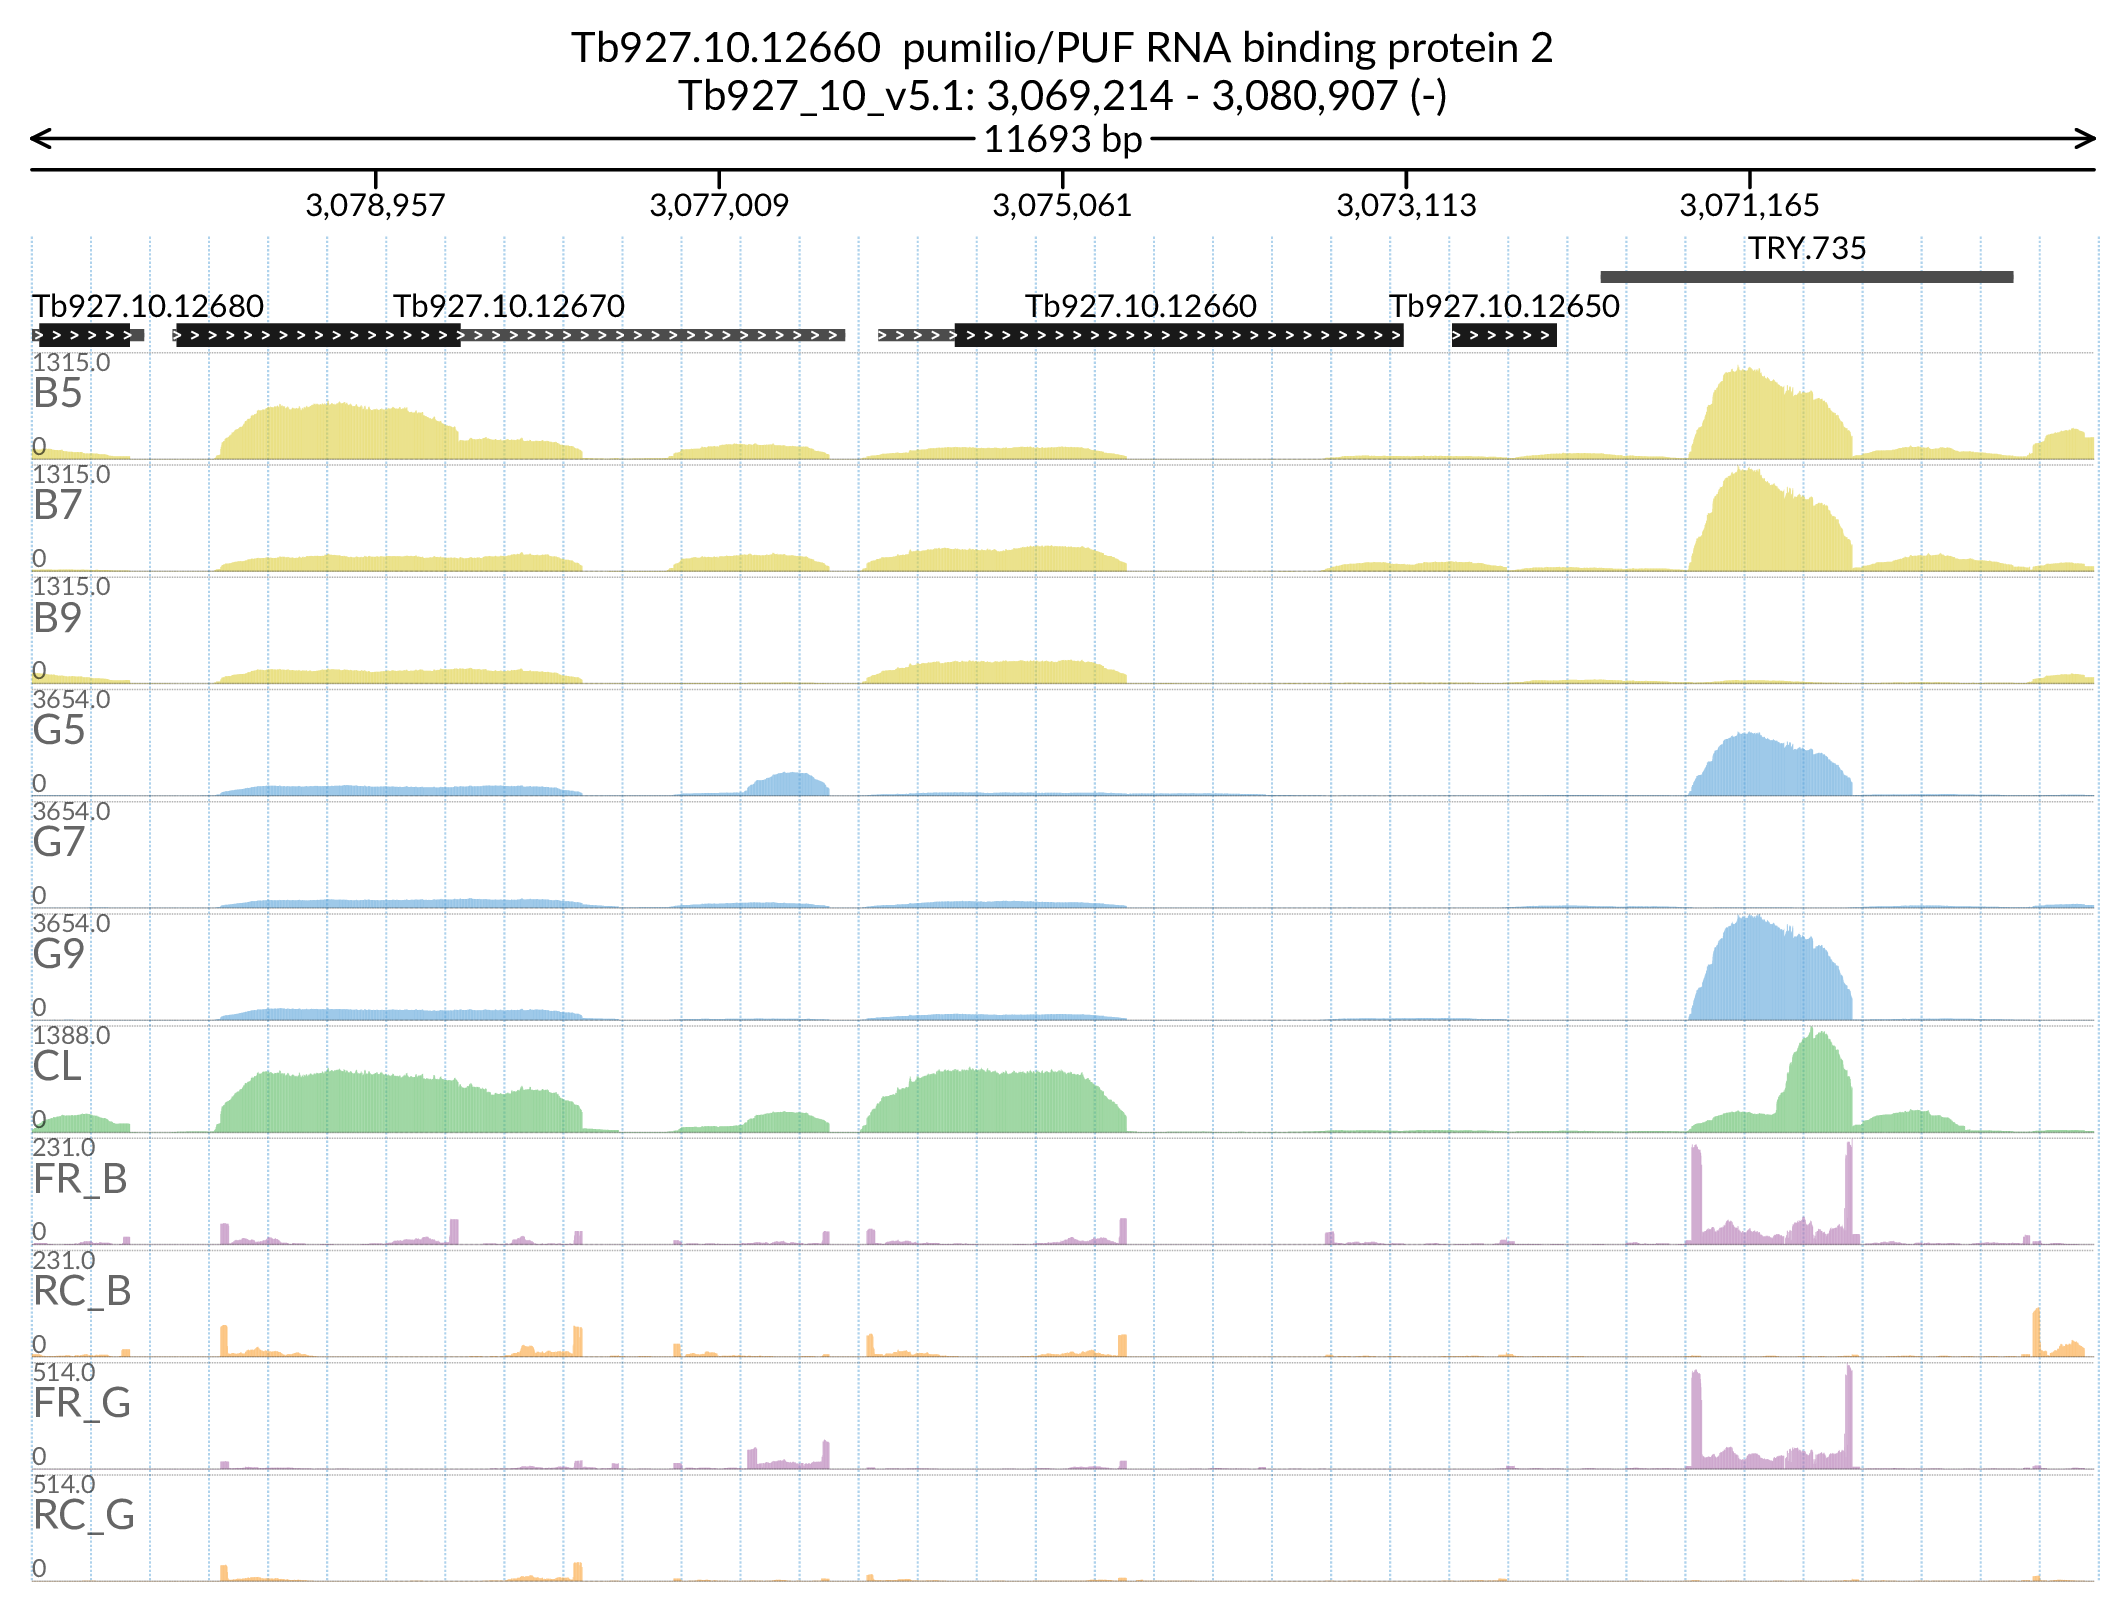 Tb927.10.12660  pumilio/PUF RNA binding protein 2
Tb927_10_v5.1: 3,069,214 - 3,080,907 (-)
11693 bp
3,078,957 3,077,009 3,075,061 3,073,113 3,071,165
TRY.735
Tb927.10.12680 Tb927.10.12670 Tb927.10.12660 Tb927.10.12650
1315.0
B5
0
1315.0
B7
0
1315.0
B9
0
3654.0
G5
0
3654.0
G7
0
3654.0
G9
0
1388.0
CL
0
231.0
FR_B
0
231.0
RC_B
0
514.0
FR_G
0
514.0
RC_G
0